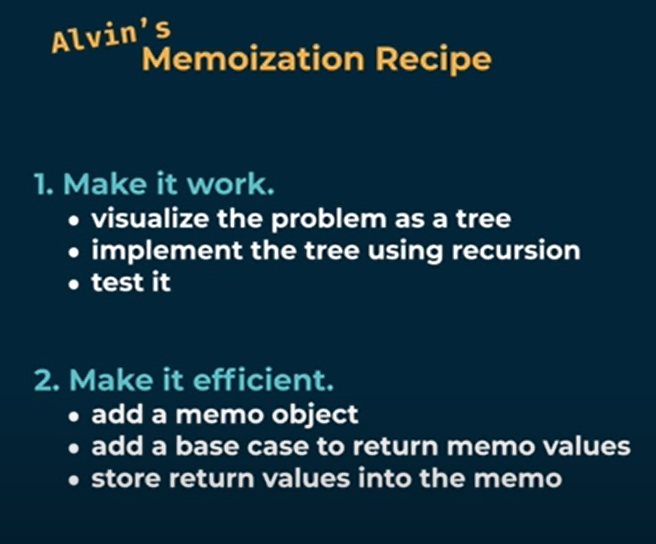 Alvin's
Memoization Recipe
1. Make it work.
• visualize the problem as a tree
• implement the tree using recursion
• test it
2. Make it efficient.
• add a memo object
• add a base case to return memo values
• store return values into the memo